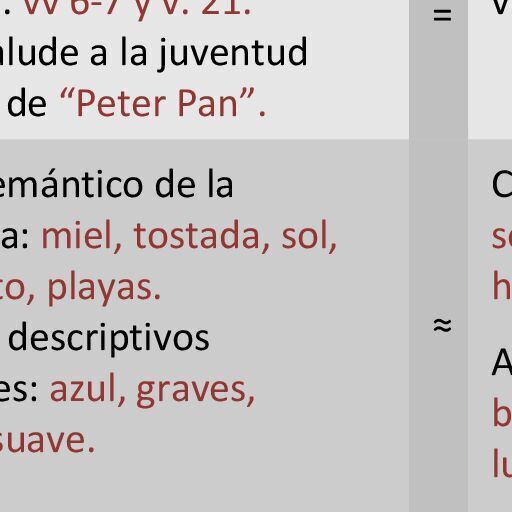 vv 6-7 y v. 21.
=
alude a la juventud
de “Peter Pan”.
emántico de la
a: miel, tostada, sol,
to, playas.
descriptivos
≈
es: azul, graves,
suave.